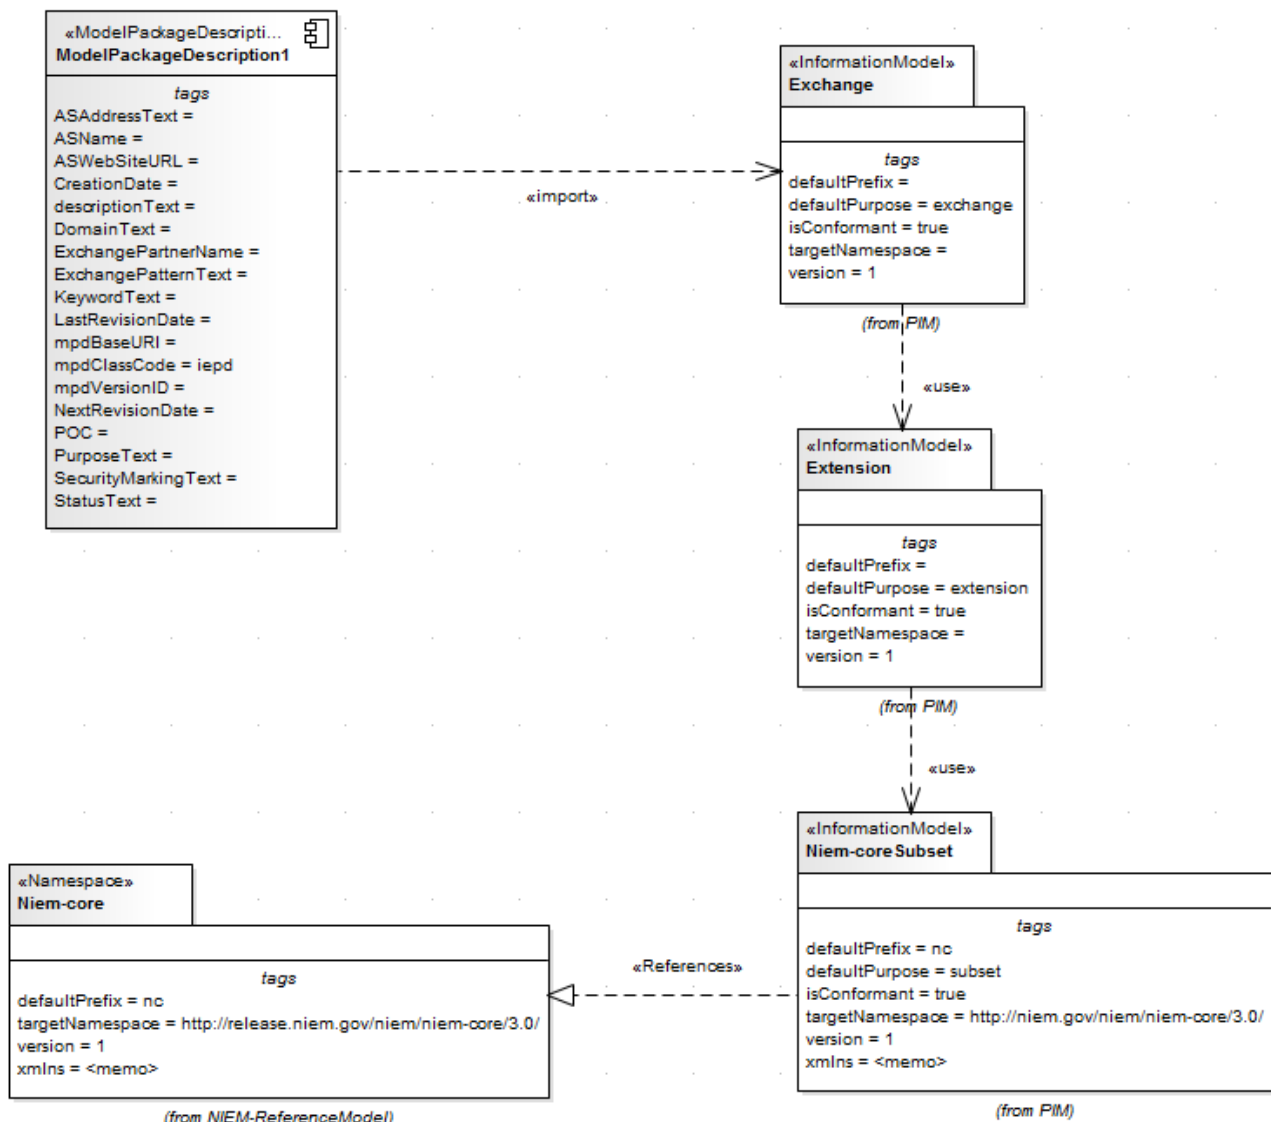 «ModelPackageDescripti...
ModelPackageDescription1
tags
ASAddressText =
ASName =
ASWebSiteURL =
CreationDate =
descriptionText =
DomainText =
ExchangePartnerName =
ExchangePatternText =
KeywordText =
LastRevisionDate =
mpdBaseURI =
mpdClassCode = iepd
mpdVersionID =
NextRevisionDate =
POC =
PurposeText =
SecurityMarkingText =
StatusText =
«import»
«InformationModel»
Exchange
tags
defaultPrefix =
defaultPurpose = exchange
isConformant = true
targetNamespace =
version = 1
(from PIM)
«use»
«InformationModel»
Extension
tags
defaultPrefix =
defaultPurpose = extension
isConformant = true
targetNamespace =
version = 1
(from PIM)
«use»
«InformationModel»
Niem-coreSubset
tags
defaultPrefix = nc
defaultPurpose = subset
isConformant = true
targetNamespace = http://niem.gov/niem/niem-core/3.0/
version = 1
xmlns = <memo>
(from PIM)
«References»
«Namespace»
Niem-core
tags
defaultPrefix = nc
targetNamespace = http://release.niem.gov/niem/niem-core/3.0/
version = 1
xmlns = <memo>
(from NIEM-ReferenceModel)